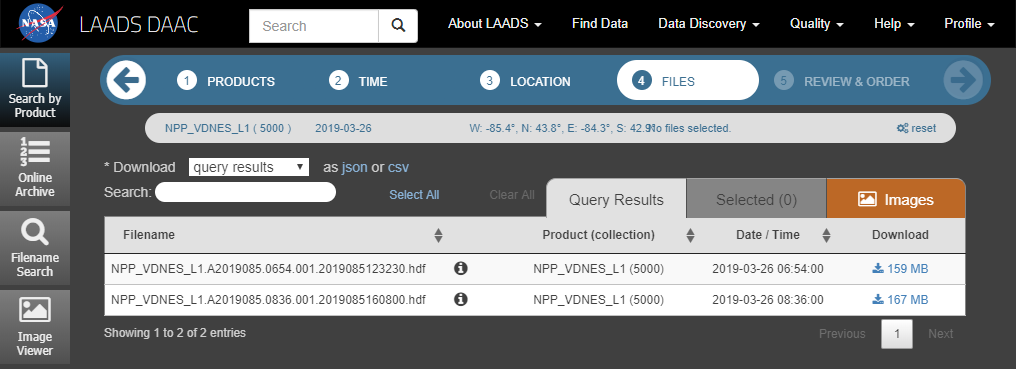 NASA
LAADS DAAC
Search
About LAADS
Find Data
Data Discovery
Quality
Help
Profile
Search by
Product
1 2 3
Online
Archive
Filename
Search
Image
Viewer
1 PRODUCTS
2 TIME
3 LOCATION
4 FILES
5 REVIEW & ORDER
NPP_VDNES_L1 ( 5000 )
2019-03-26
W: -85.4°, N: 43.8°, E: -84.3°, S: 42.9°
No files selected.
reset
* Download query results as json or csv
Search:
Select All
Clear All
Query Results
Selected (0)
Images
Filename Product (collection) Date / Time Download
NPP_VDNES_L1.A2019085.0654.001.2019085123230.hdf NPP_VDNES_L1 (5000) 2019-03-26 06:54:00 159 MB
NPP_VDNES_L1.A2019085.0836.001.2019085160800.hdf NPP_VDNES_L1 (5000) 2019-03-26 08:36:00 167 MB
Showing 1 to 2 of 2 entries
Previous 1 Next